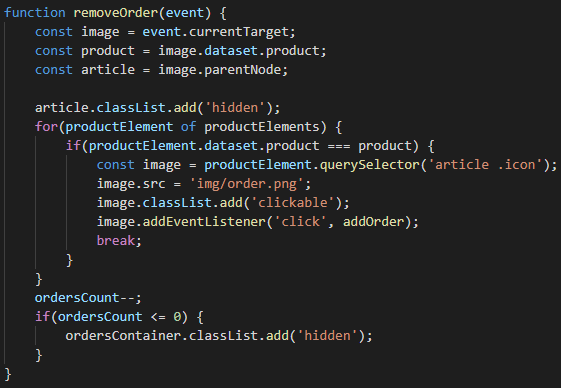 function removeOrder(event) {
    const image = event.currentTarget;
    const product = image.dataset.product;
    const article = image.parentNode;

    article.classList.add('hidden');
    for(productElement of productElements) {
        if(productElement.dataset.product === product) {
            const image = productElement.querySelector('article .icon');
            image.src = 'img/order.png';
            image.classList.add('clickable');
            image.addEventListener('click', addOrder);
            break;
        }
    }
    ordersCount--;
    if(ordersCount <= 0) {
        ordersContainer.classList.add('hidden');
    }
}